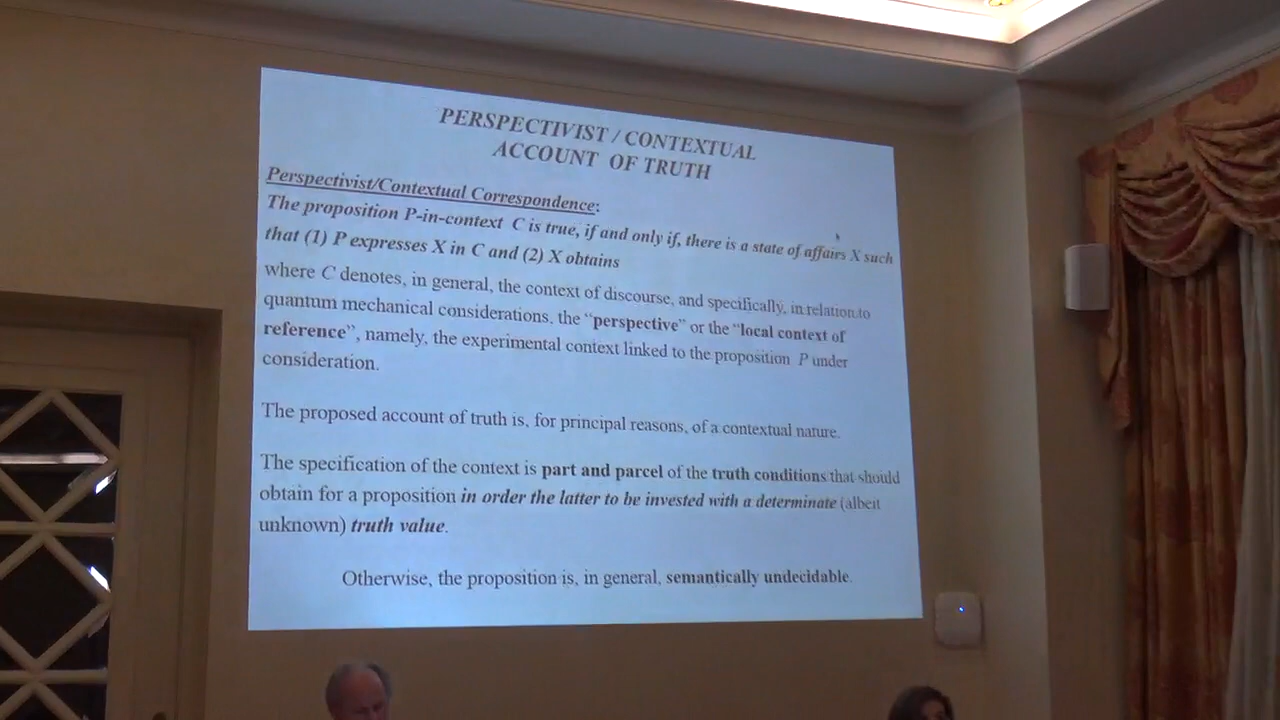 PERSPECTIVIST / CONTEXTUAL
ACCOUNT OF TRUTH
Perspectivist/Contextual Correspondence:
The proposition P-in-context C is true, if and only if, there is a state of affairs X such
that (1) P expresses X in C and (2) X obtains
where C denotes, in general, the context of discourse, and specifically, in relation to
quantum mechanical considerations, the “perspective” or the “local context of
reference”, namely, the experimental context linked to the proposition P under
consideration.
The proposed account of truth is, for principal reasons, of a contextual nature.
The specification of the context is part and parcel of the truth conditions that should
obtain for a proposition in order the latter to be invested with a determinate (albeit
unknown) truth value.
Otherwise, the proposition is, in general, semantically undecidable.